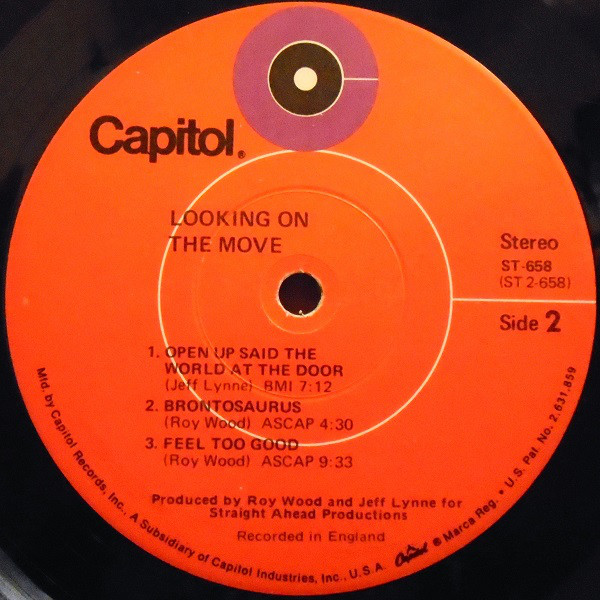 Capitol®
LOOKING ON
THE MOVE
Stereo
ST-658
(ST 2-658)
Side 2
1. OPEN UP SAID THE
WORLD AT THE DOOR
(Jeff Lynne) BMI 7:12
2. BRONTOSAURUS
(Roy Wood) ASCAP 4:30
3. FEEL TOO GOOD
(Roy Wood) ASCAP 9:33
Produced by Roy Wood and Jeff Lynne for
Straight Ahead Productions
Recorded in England
Mfd. by Capitol Records, Inc., A Subsidiary of Capitol Industries, Inc., U.S.A. Capitol ® Marca Reg. • U.S. Pat. No. 2,631,859